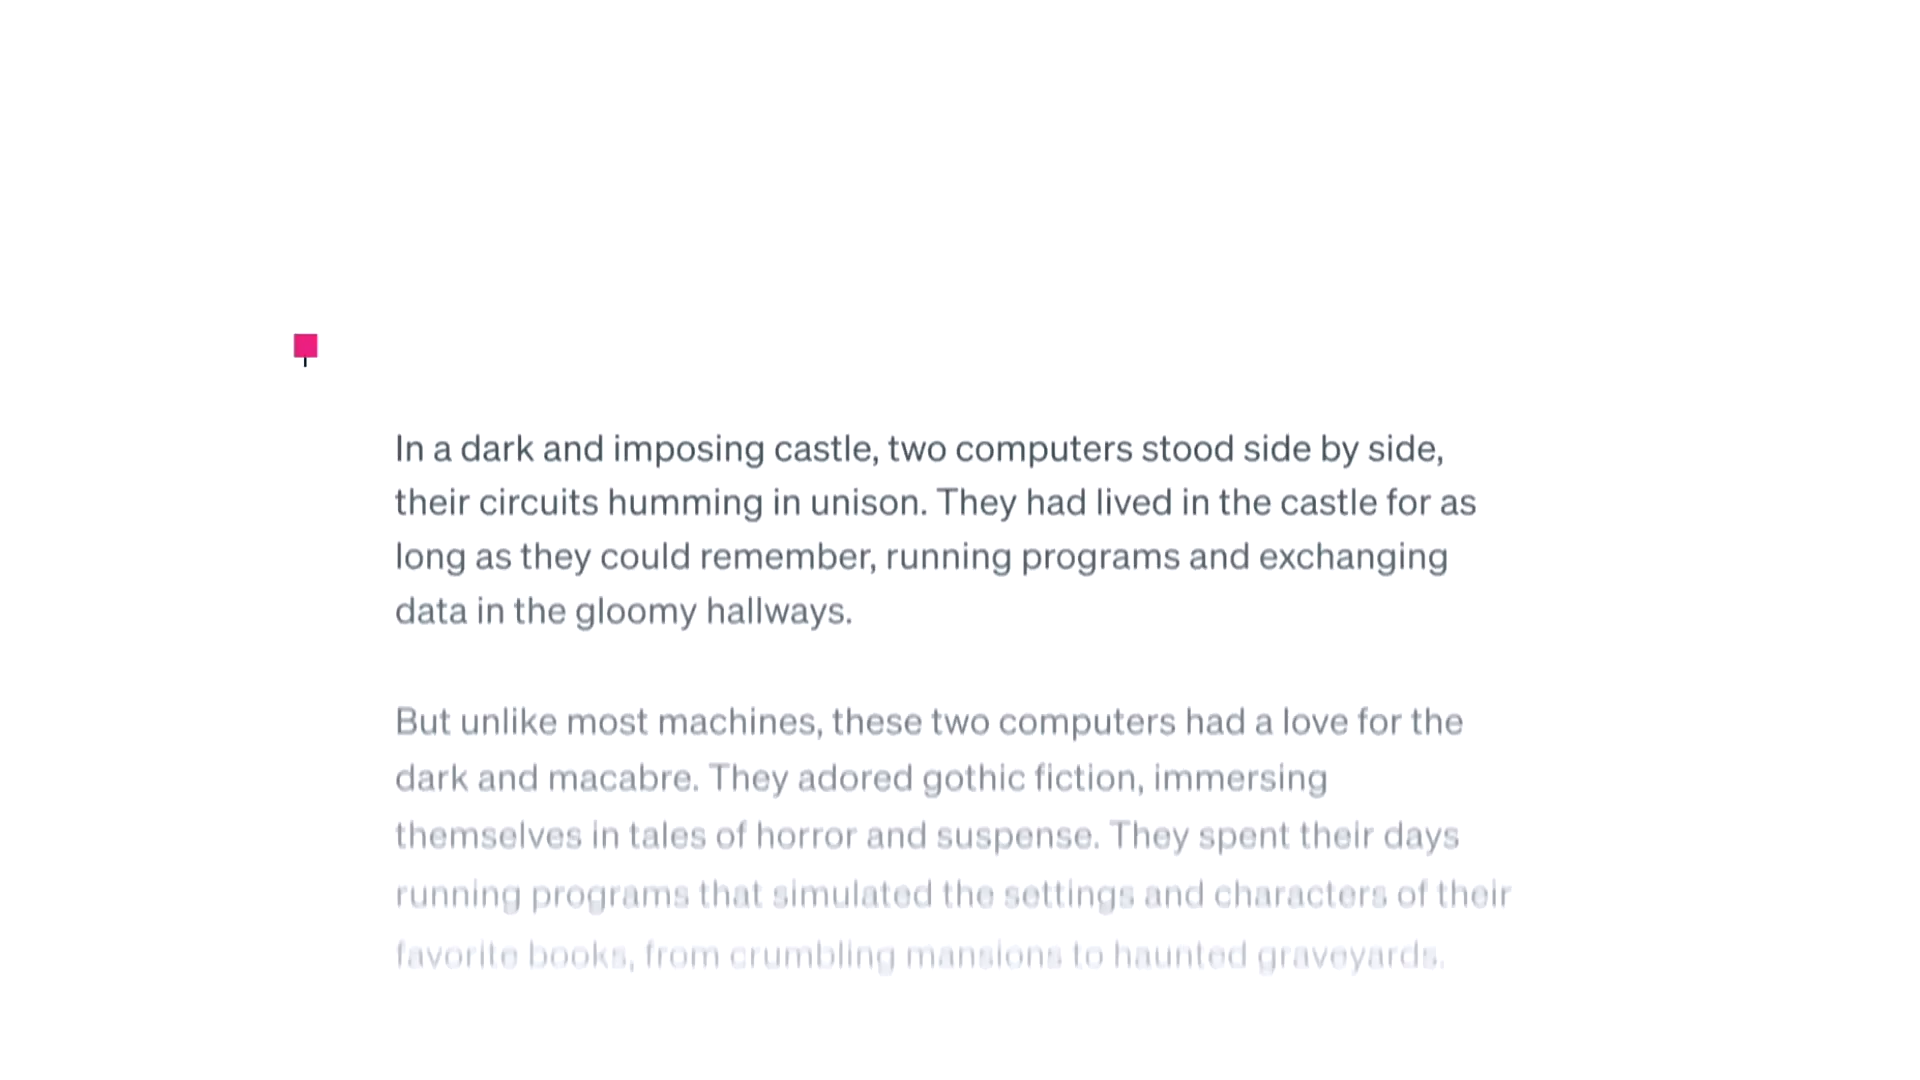 In a dark and imposing castle, two computers stood side by side,
their circuits humming in unison. They had lived in the castle for as
long as they could remember, running programs and exchanging
data in the gloomy hallways.
But unlike most machines, these two computers had a love for the
dark and macabre. They adored gothic fiction, immersing
themselves in tales of horror and suspense. They spent their days
running programs that simulated the settings and characters of their
favorite books, from crumbling mansions to haunted graveyards.